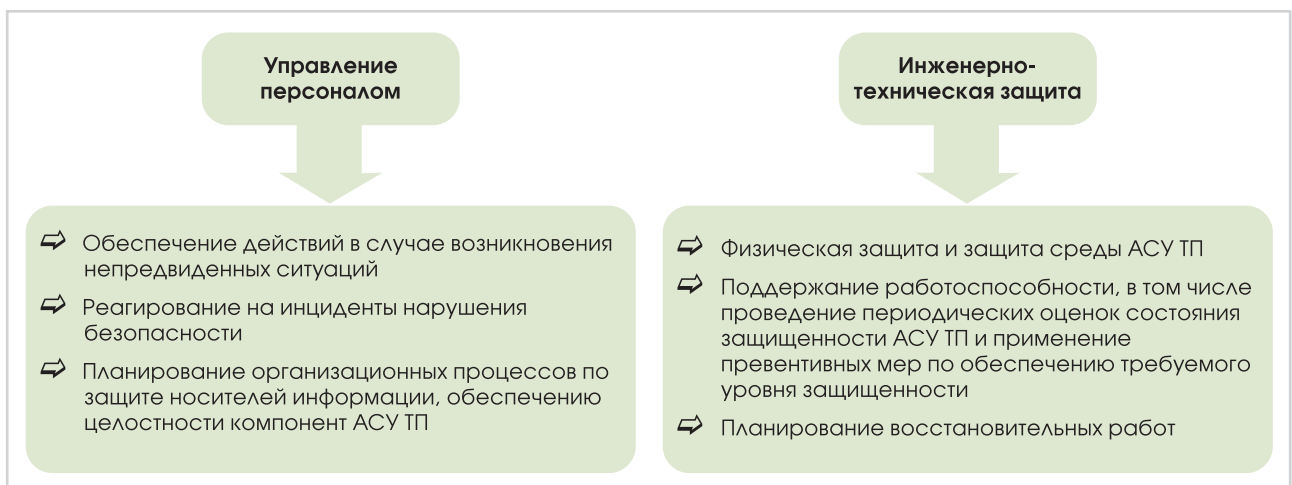 Управление
персоналом
Обеспечение действий в случае возникновения
непредвиденных ситуаций
Реагирование на инциденты нарушения
безопасности
Планирование организационных процессов по
защите носителей информации, обеспечению
целостности компонент АСУ ТП
Инженерно-
техническая защита
Физическая защита и защита среды АСУ ТП
Поддержание работоспособности, в том числе
проведение периодических оценок состояния
защищенности АСУ ТП и применение
превентивных мер по обеспечению требуемого
уровня защищенности
Планирование восстановительных работ